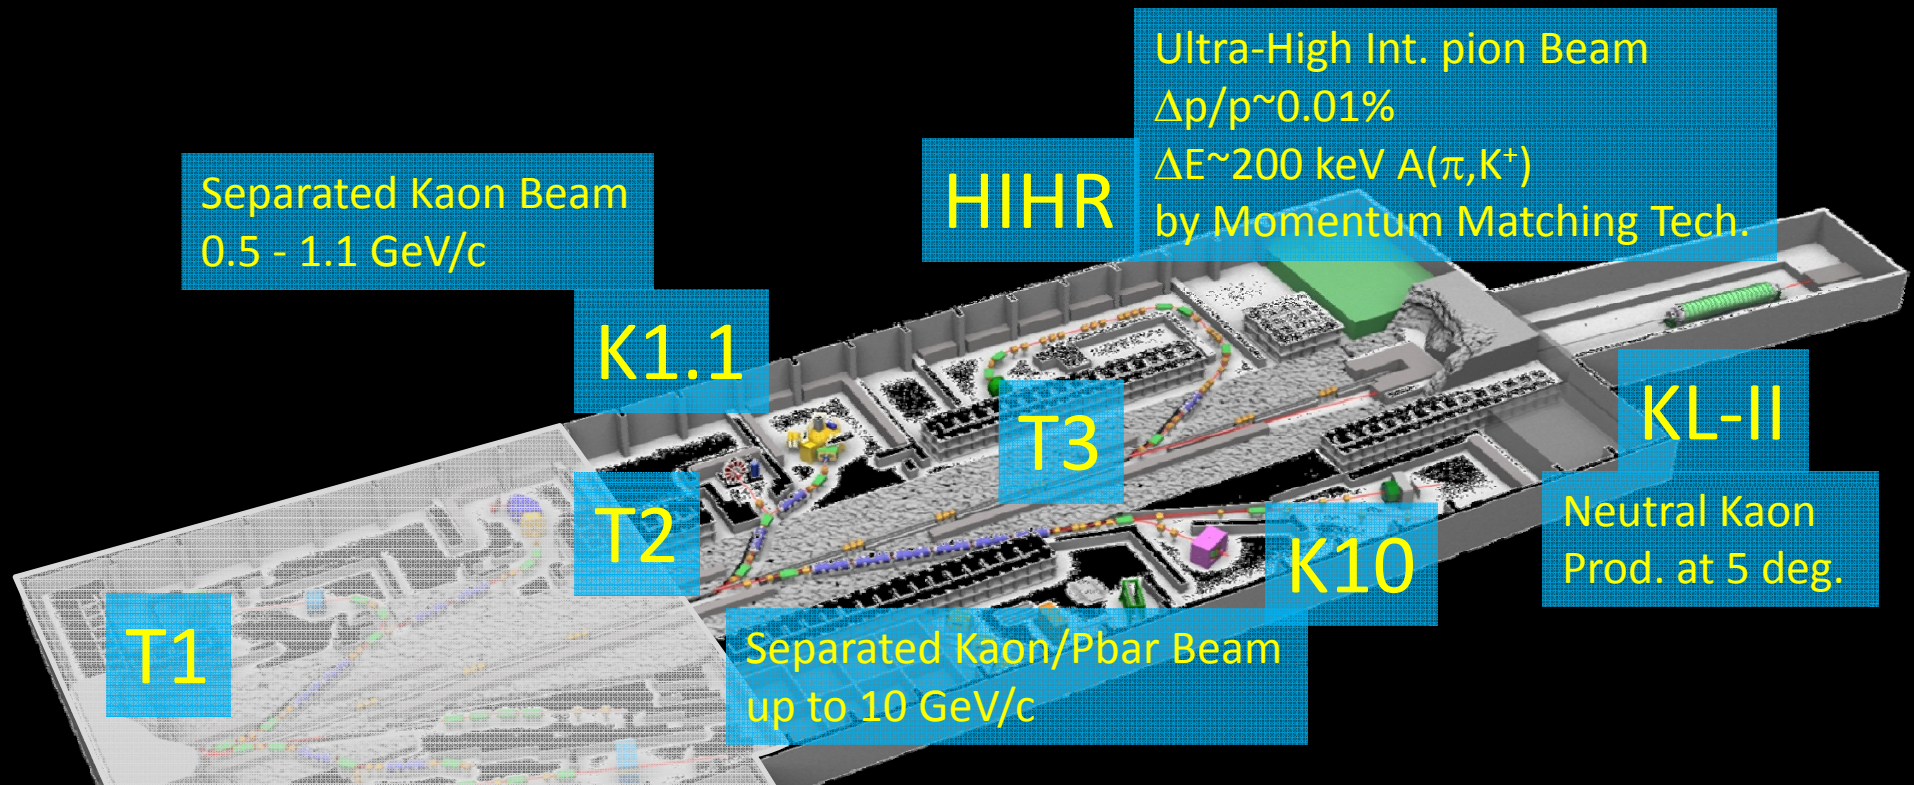 Ultra-High Int. pion Beam
Δp/p~0.01%
ΔE~200 keV A(π,K⁺)
by Momentum Matching Tech.
HIHR
Separated Kaon Beam
0.5 - 1.1 GeV/c
K1.1
T3
KL-II
Neutral Kaon
Prod. at 5 deg.
T2
K10
T1
Separated Kaon/Pbar Beam
up to 10 GeV/c